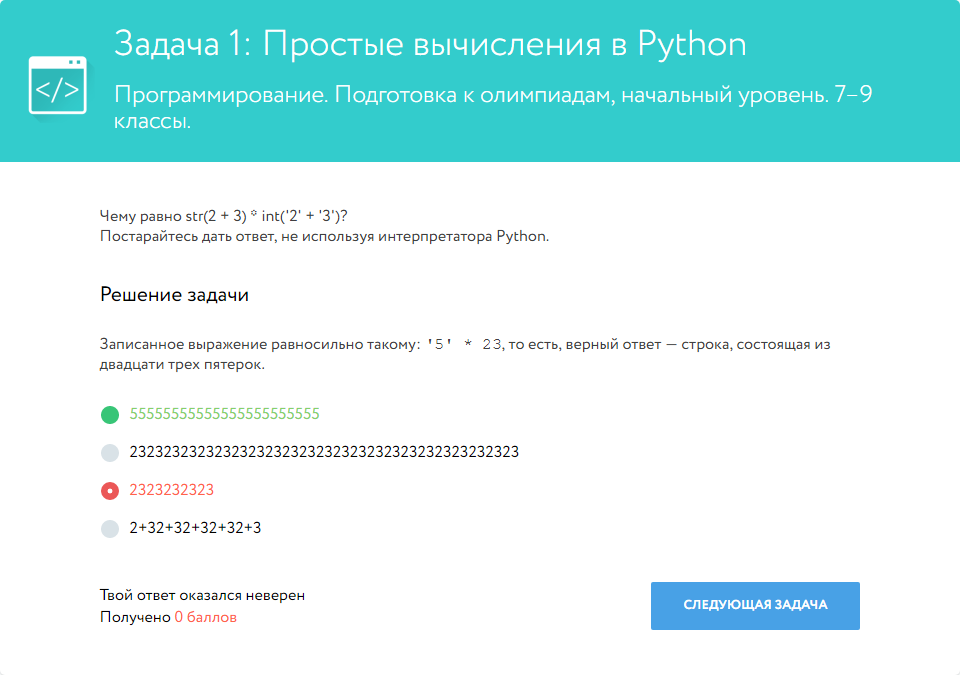 </>
Задача 1: Простые вычисления в Python
Программирование. Подготовка к олимпиадам, начальный уровень. 7–9
классы.
Чему равно str(2 + 3) * int('2' + '3')?
Постарайтесь дать ответ, не используя интерпретатора Python.
Решение задачи
Записанное выражение равносильно такому: '5' * 23, то есть, верный ответ — строка, состоящая из
двадцати трех пятерок.
55555555555555555555555
2323232323232323232323232323232323232323232323
2323232323
2+32+32+32+32+3
Твой ответ оказался неверен
Получено 0 баллов
СЛЕДУЮЩАЯ ЗАДАЧА